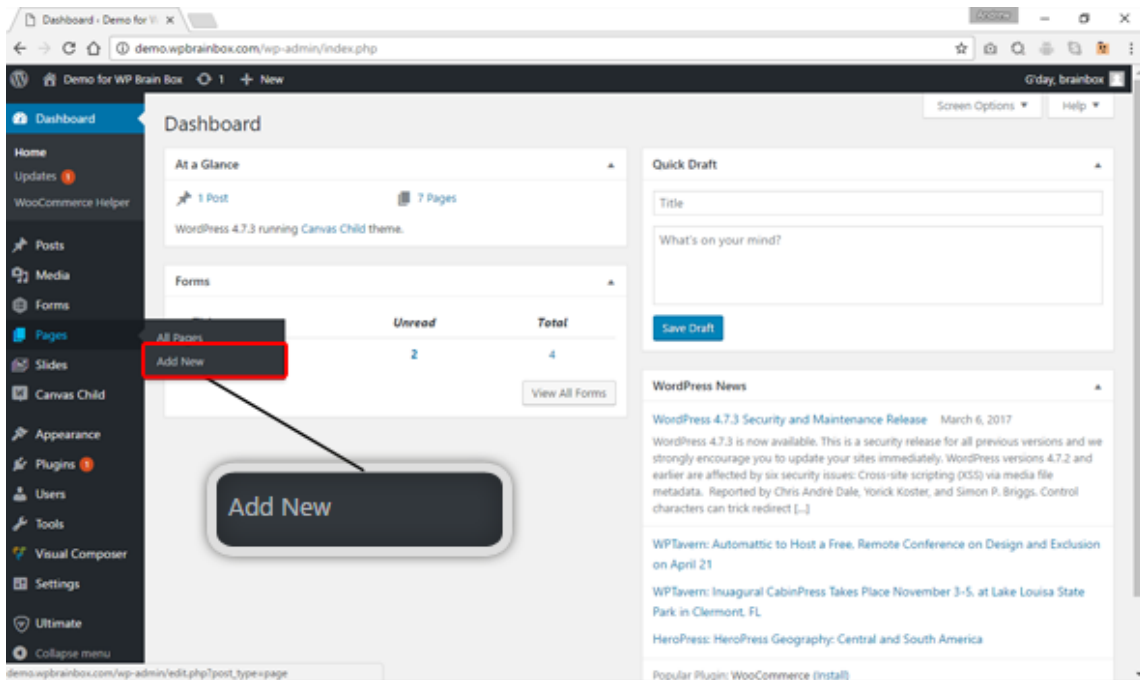 Dashboard ‹ Demo for W
Andrew
demo.wpbrainbox.com/wp-admin/index.php
Demo for WP Brain Box 1 + New
G'day, brainbox
Screen Options Help
Dashboard
Home
Updates 1
WooCommerce Helper
Posts
Media
Forms
Pages
All Pages
Add New
Slides
Canvas Child
Appearance
Plugins 1
Users
Tools
Visual Composer
Settings
Ultimate
Collapse menu
Dashboard
At a Glance
1 Post 7 Pages
WordPress 4.7.3 running Canvas Child theme.
Forms
Unread Total
2 4
View All Forms
Add New
Quick Draft
Title
What's on your mind?
Save Draft
WordPress News
WordPress 4.7.3 Security and Maintenance Release March 6, 2017
WordPress 4.7.3 is now available. This is a security release for all previous versions and we
strongly encourage you to update your sites immediately. WordPress versions 4.7.2 and
earlier are affected by six security issues: Cross-site scripting (XSS) via media file
metadata. Reported by Chris Andrè Dale, Yorick Koster, and Simon P. Briggs. Control
characters can trick redirect […]
WPTavern: Automattic to Host a Free, Remote Conference on Design and Exclusion
on April 21
WPTavern: Inuagural CabinPress Takes Place November 3-5, at Lake Louisa State
Park in Clermont, FL
HeroPress: HeroPress Geography: Central and South America
Popular Plugin: WooCommerce (Install)
demo.wpbrainbox.com/wp-admin/edit.php?post_type=page